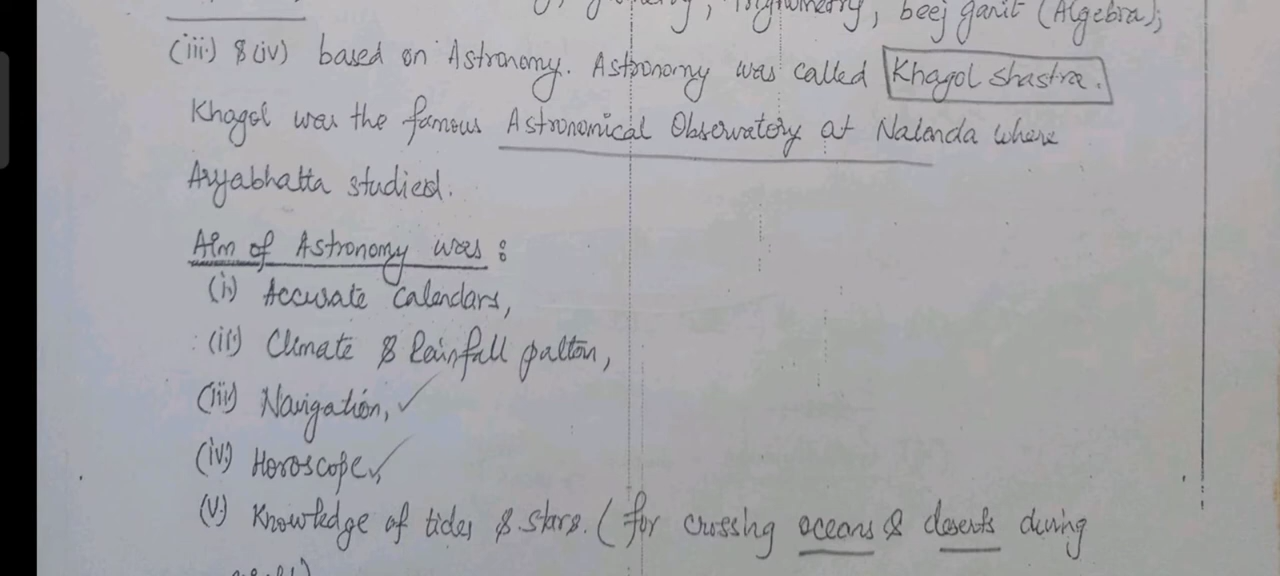 beej ganit (Algebra);
(iii) & (iv) based on Astronomy. Astronomy was called Khagol shastra.
Khagol was the famous Astronomical Observatory at Nalanda where
Aryabhatta studied.
Aim of Astronomy was :
(i) Accurate Calendars,
(ii) Climate & Rainfall patton,
(iii) Navigation, ✓
(iv) Horoscope, ✓
(v) Knowledge of tides & stars. (for crossing oceans & deserts during